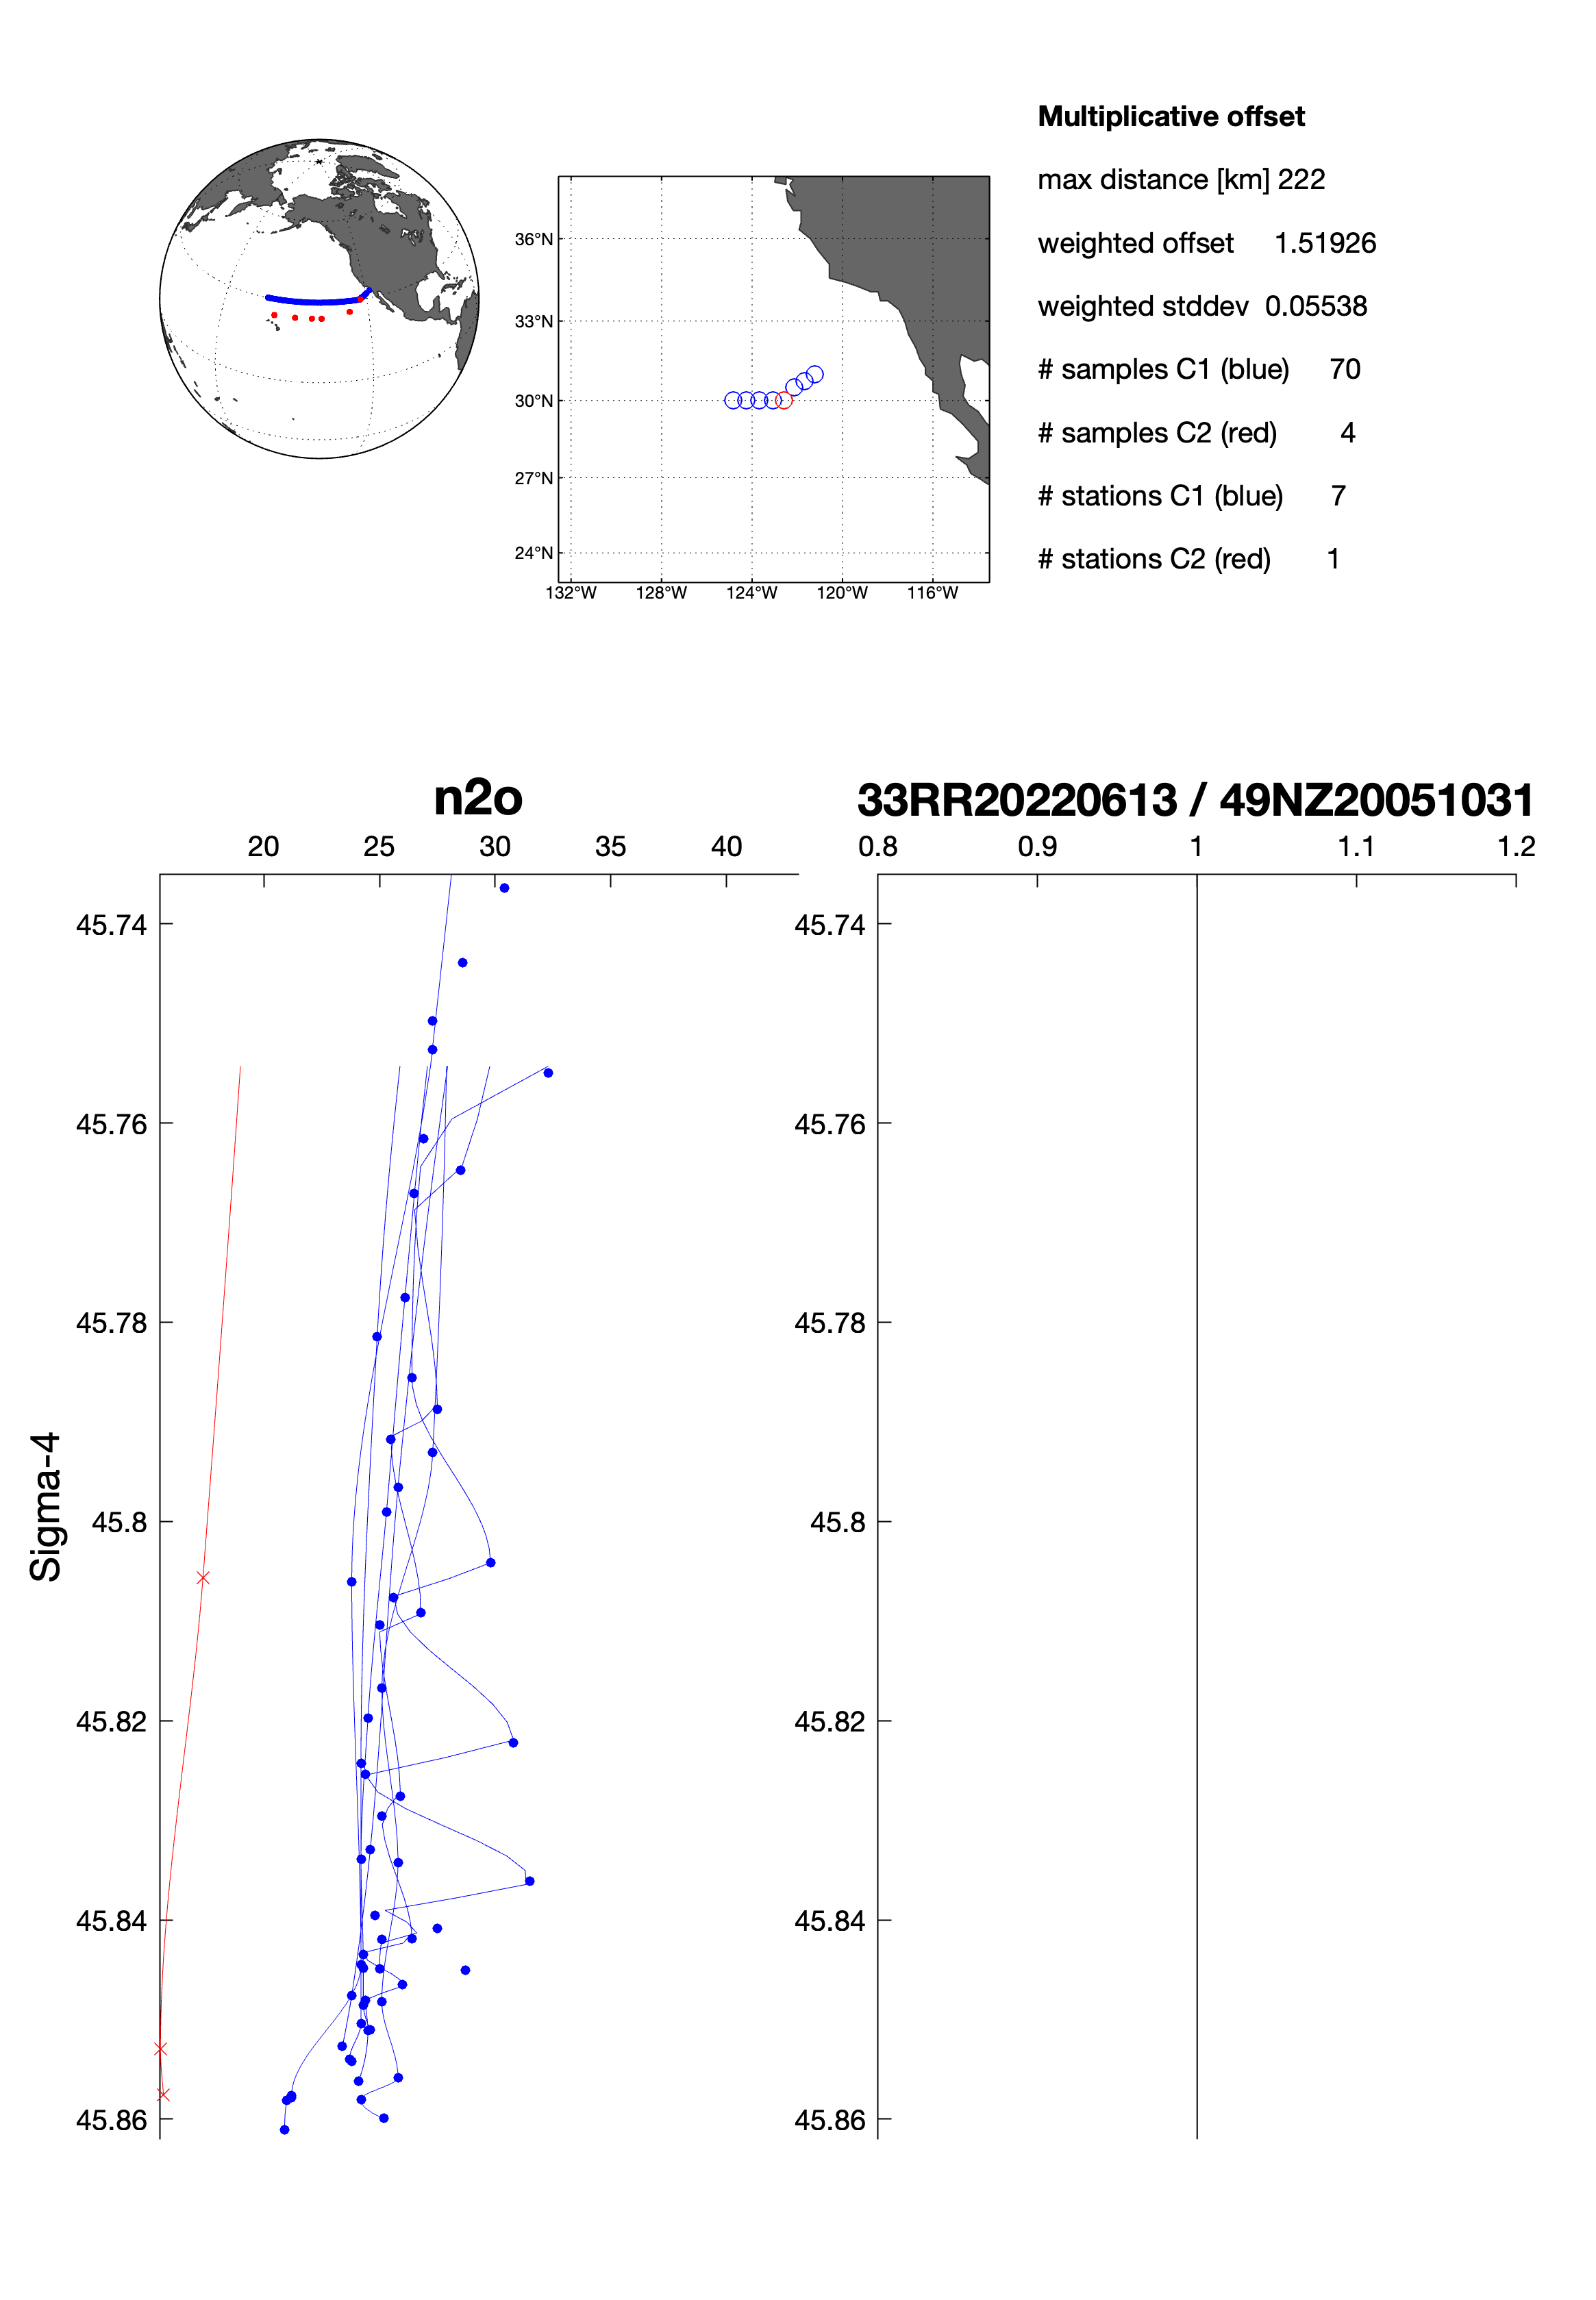 Multiplicative offset
max distance [km] 222
weighted offset 1.51926
weighted stddev 0.05538
# samples C1 (blue) 70
# samples C2 (red) 4
# stations C1 (blue) 7
# stations C2 (red) 1
36°N
33°N
30°N
27°N
24°N
132°W 128°W 124°W 120°W 116°W
n2o
20 25 30 35 40
45.74
45.76
45.78
45.8
45.82
45.84
45.86
Sigma-4
33RR20220613 / 49NZ20051031
0.8 0.9 1 1.1 1.2
45.74
45.76
45.78
45.8
45.82
45.84
45.86